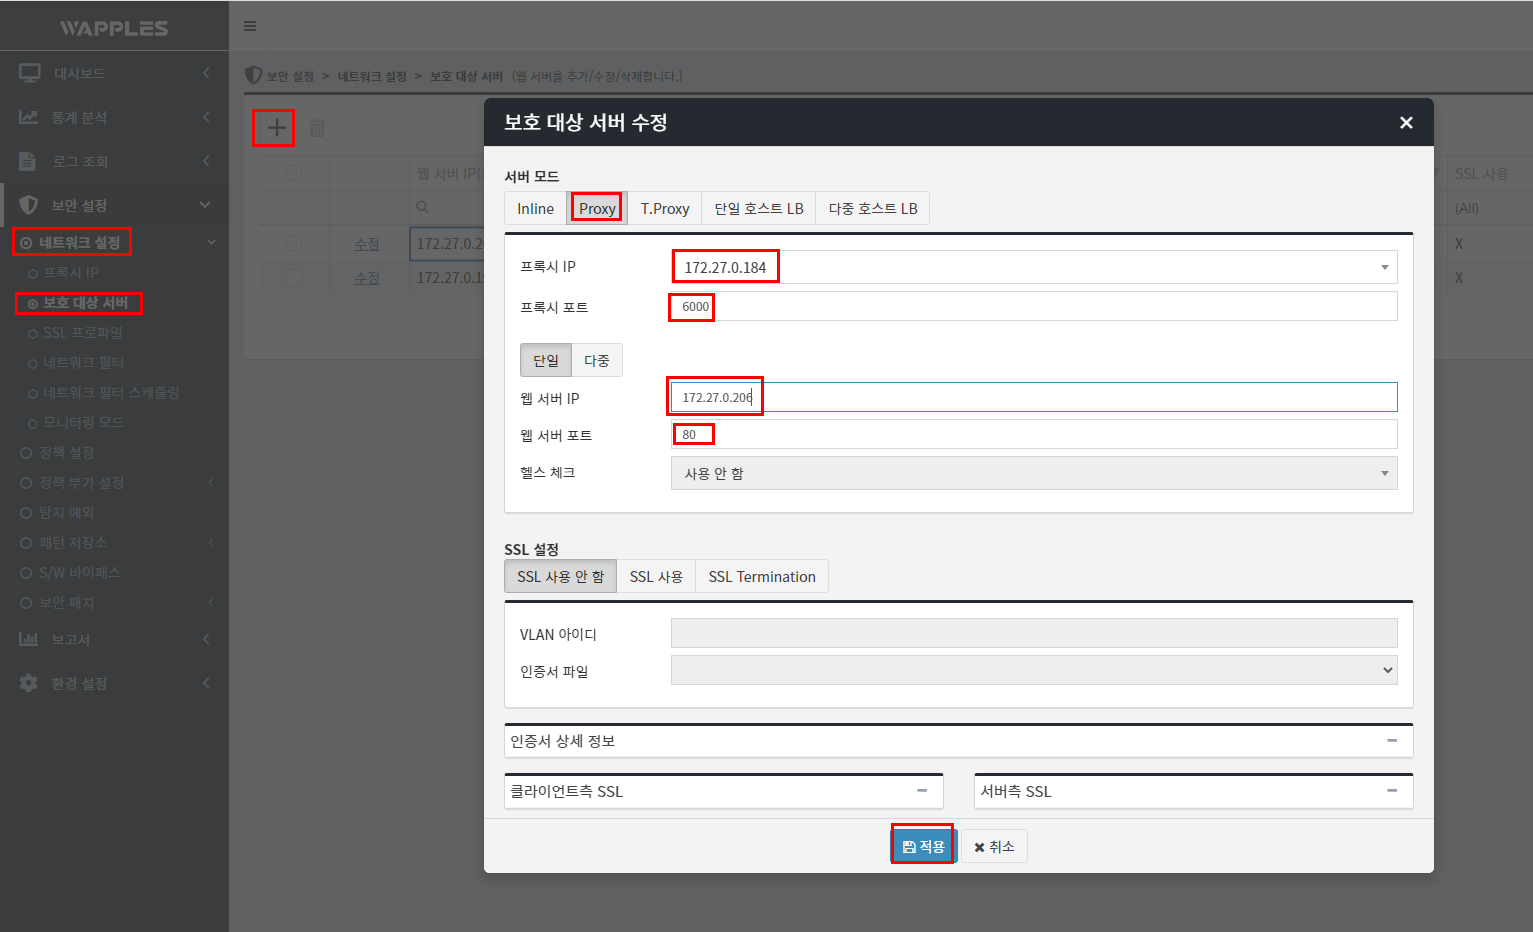 WAPPLES
대시보드
통계 분석
로그 조회
보안 설정
네트워크 설정
프록시 IP
보호 대상 서버
SSL 프로파일
네트워크 필터
네트워크 필터 스케줄링
모니터링 모드
정책 설정
정책 부가 설정
탐지 예외
패턴 저장소
S/W 바이패스
보안 패치
보고서
환경 설정
보안 설정 > 네트워크 설정 > 보호 대상 서버 (웹 서버를 추가/수정/삭제합니다.)
웹 서버 IP( SSL 사용
(All)
수정 172.27.0.2 X
수정 172.27.0.1 X
보호 대상 서버 수정
서버 모드
Inline Proxy T.Proxy 단일 호스트 LB 다중 호스트 LB
프록시 IP 172.27.0.184
프록시 포트 6000
단일 다중
웹 서버 IP 172.27.0.206
웹 서버 포트 80
헬스 체크 사용 안 함
SSL 설정
SSL 사용 안 함 SSL 사용 SSL Termination
VLAN 아이디
인증서 파일
인증서 상세 정보
클라이언트측 SSL 서버측 SSL
적용 취소